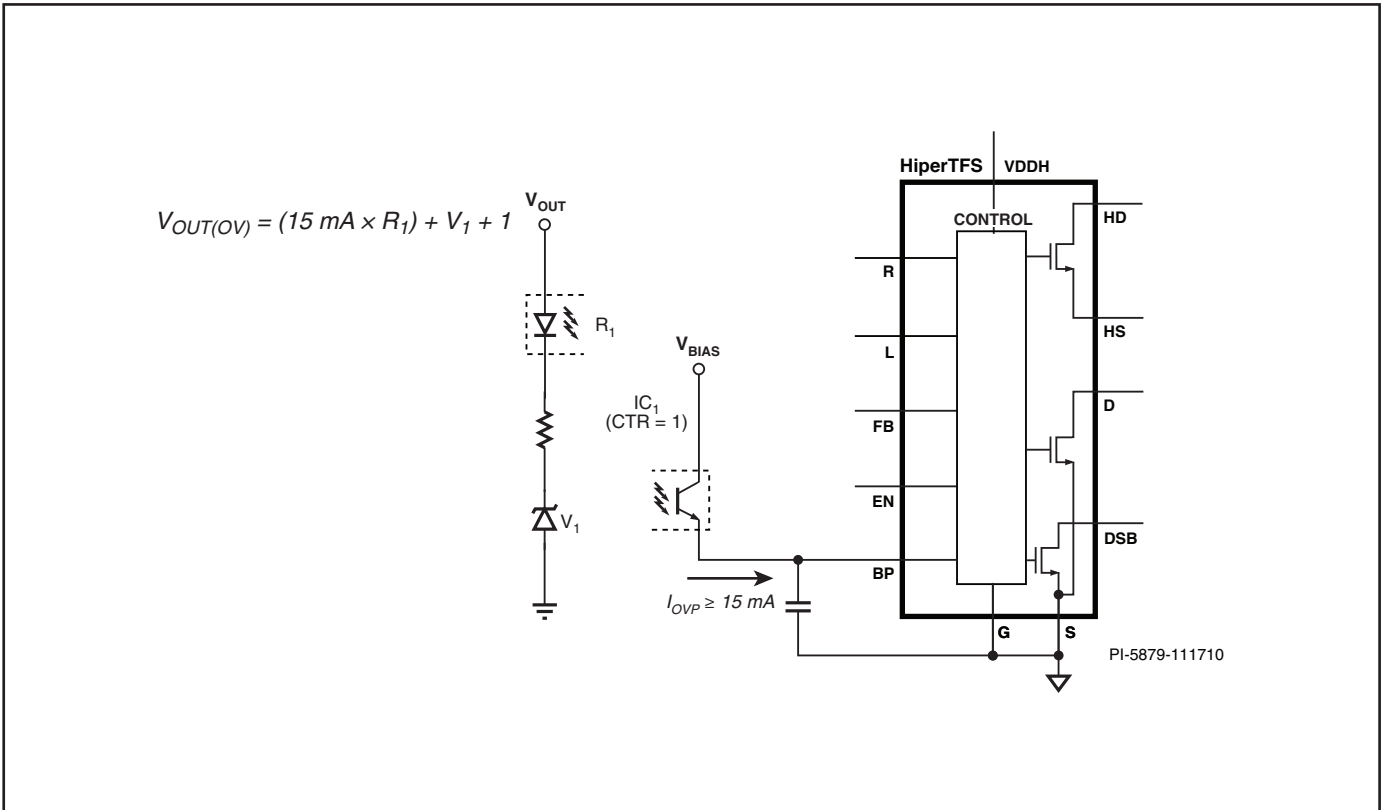 V_OUT(OV) = (15 mA × R_1) + V_1 + 1
V_OUT
R_1
V_1
V_BIAS
IC_1
(CTR = 1)
I_OVP ≥ 15 mA
HiperTFS
VDDH
CONTROL
R
L
FB
EN
BP
HD
HS
D
DSB
G
S
PI-5879-111710